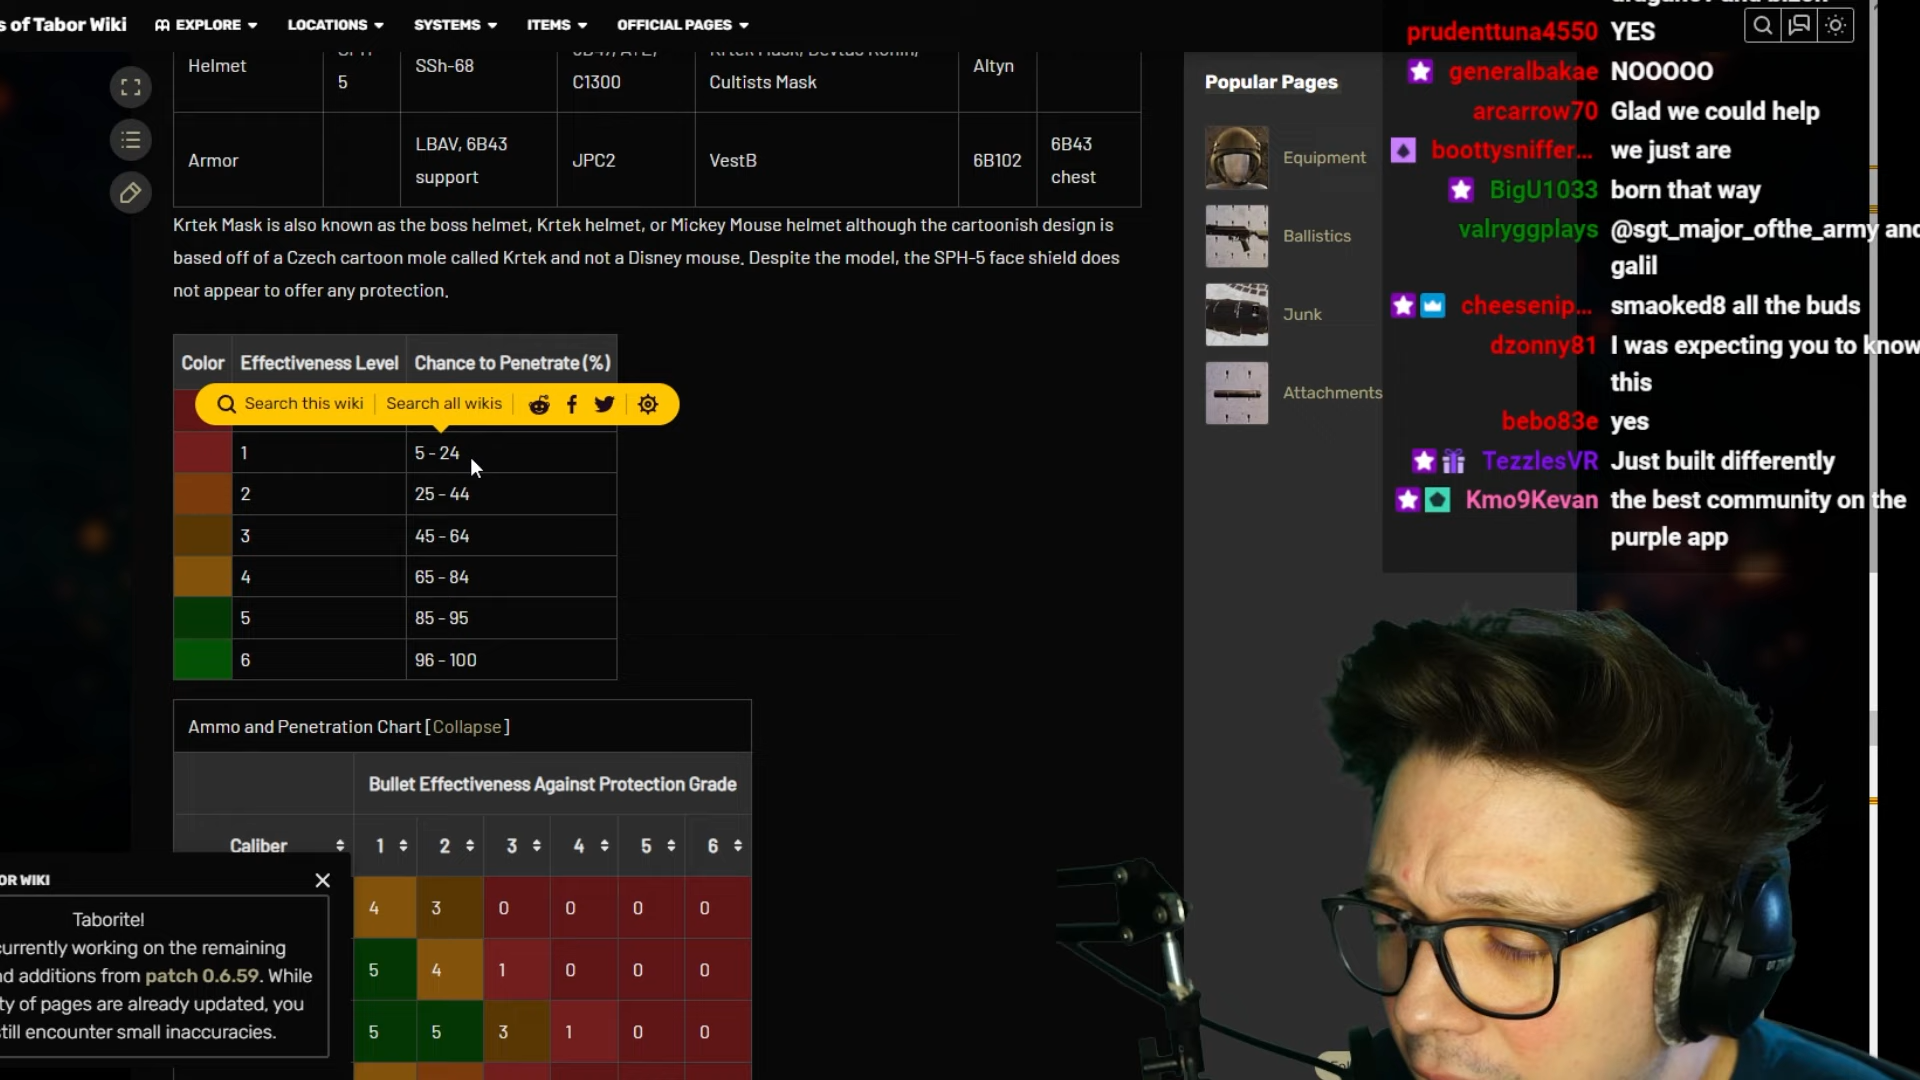 s of Tabor Wiki
EXPLORE
LOCATIONS
SYSTEMS
ITEMS
OFFICIAL PAGES
Helmet
5
SSh-68
C1300
Cultists Mask
Altyn
Armor
LBAV, 6B43
support
JPC2
VestB
6B102
6B43
chest
Krtek Mask is also known as the boss helmet, Krtek helmet, or Mickey Mouse helmet although the cartoonish design is
based off of a Czech cartoon mole called Krtek and not a Disney mouse. Despite the model, the SPH-5 face shield does
not appear to offer any protection.
Color Effectiveness Level Chance to Penetrate (%)
Search this wiki Search all wikis
1 5 - 24
2 25 - 44
3 45 - 64
4 65 - 84
5 85 - 95
6 96 - 100
Ammo and Penetration Chart [Collapse]
Bullet Effectiveness Against Protection Grade
Caliber 1 2 3 4 5 6
4 3 0 0 0 0
5 4 1 0 0 0
5 5 3 1 0 0
OR WIKI
Taborite!
currently working on the remaining
nd additions from patch 0.6.59. While
ty of pages are already updated, you
still encounter small inaccuracies.
Popular Pages
Equipment
Ballistics
Junk
Attachments
prudenttuna4550 YES
generalbakae NOOOOO
arcarrow70 Glad we could help
boottysniffer... we just are
BigU1033 born that way
valryggplays @sgt_major_ofthe_army and
galil
cheesenip... smaoked8 all the buds
dzonny81 I was expecting you to know
this
bebo83e yes
TezzlesVR Just built differently
Kmo9Kevan the best community on the
purple app